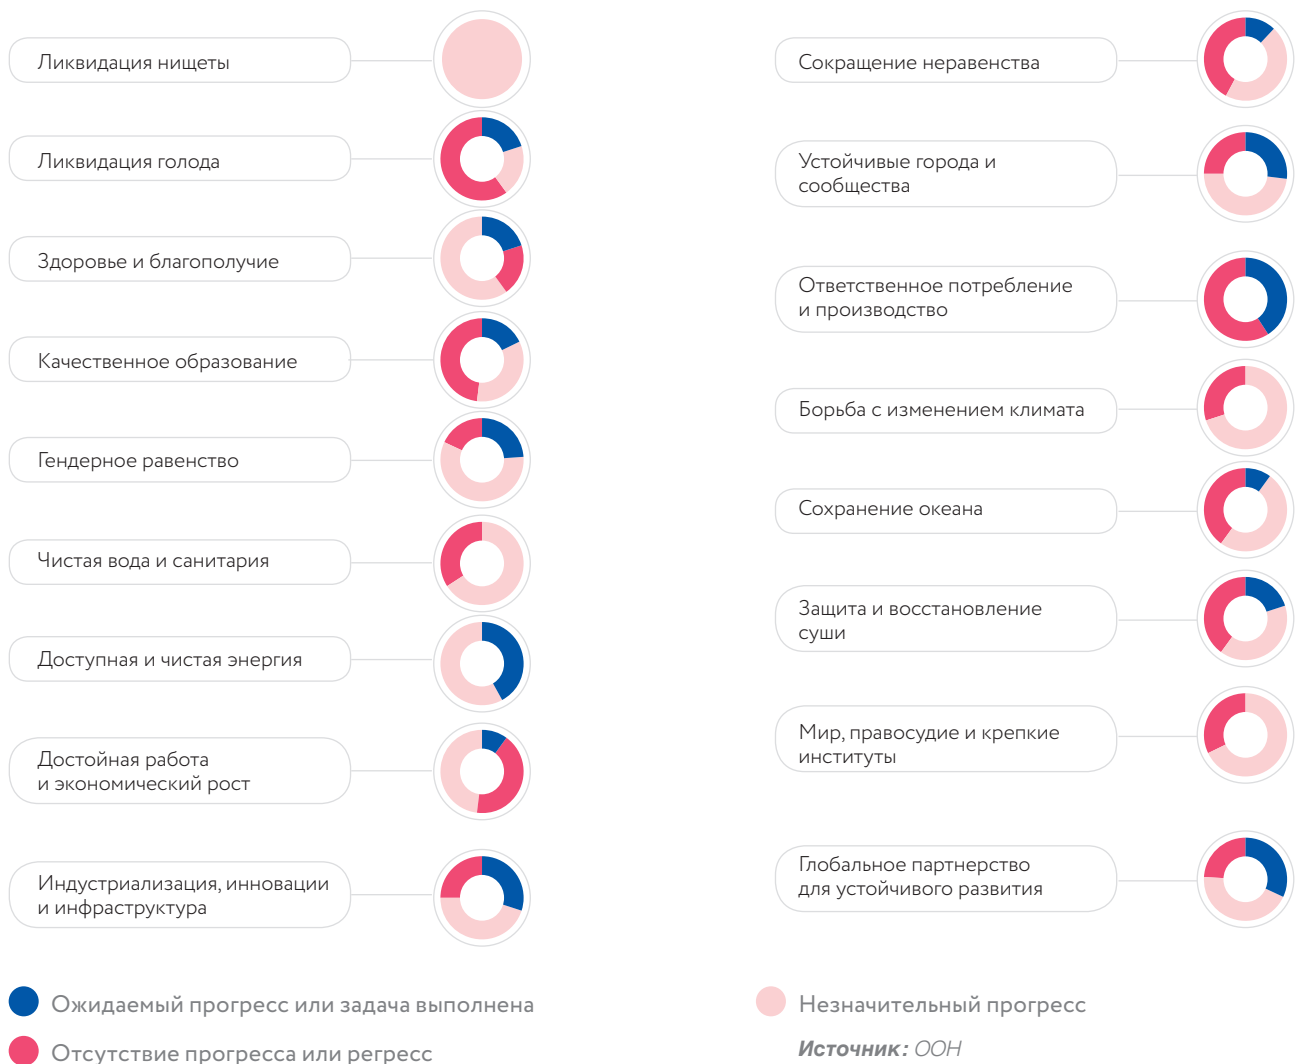 Ликвидация нищеты
Ликвидация голода
Здоровье и благополучие
Качественное образование
Гендерное равенство
Чистая вода и санитария
Доступная и чистая энергия
Достойная работа
и экономический рост
Индустриализация, инновации
и инфраструктура
Сокращение неравенства
Устойчивые города и
сообщества
Ответственное потребление
и производство
Борьба с изменением климата
Сохранение океана
Защита и восстановление
суши
Мир, правосудие и крепкие
институты
Глобальное партнерство
для устойчивого развития
Ожидаемый прогресс или задача выполнена
Отсутствие прогресса или регресс
Незначительный прогресс
Источник: ООН